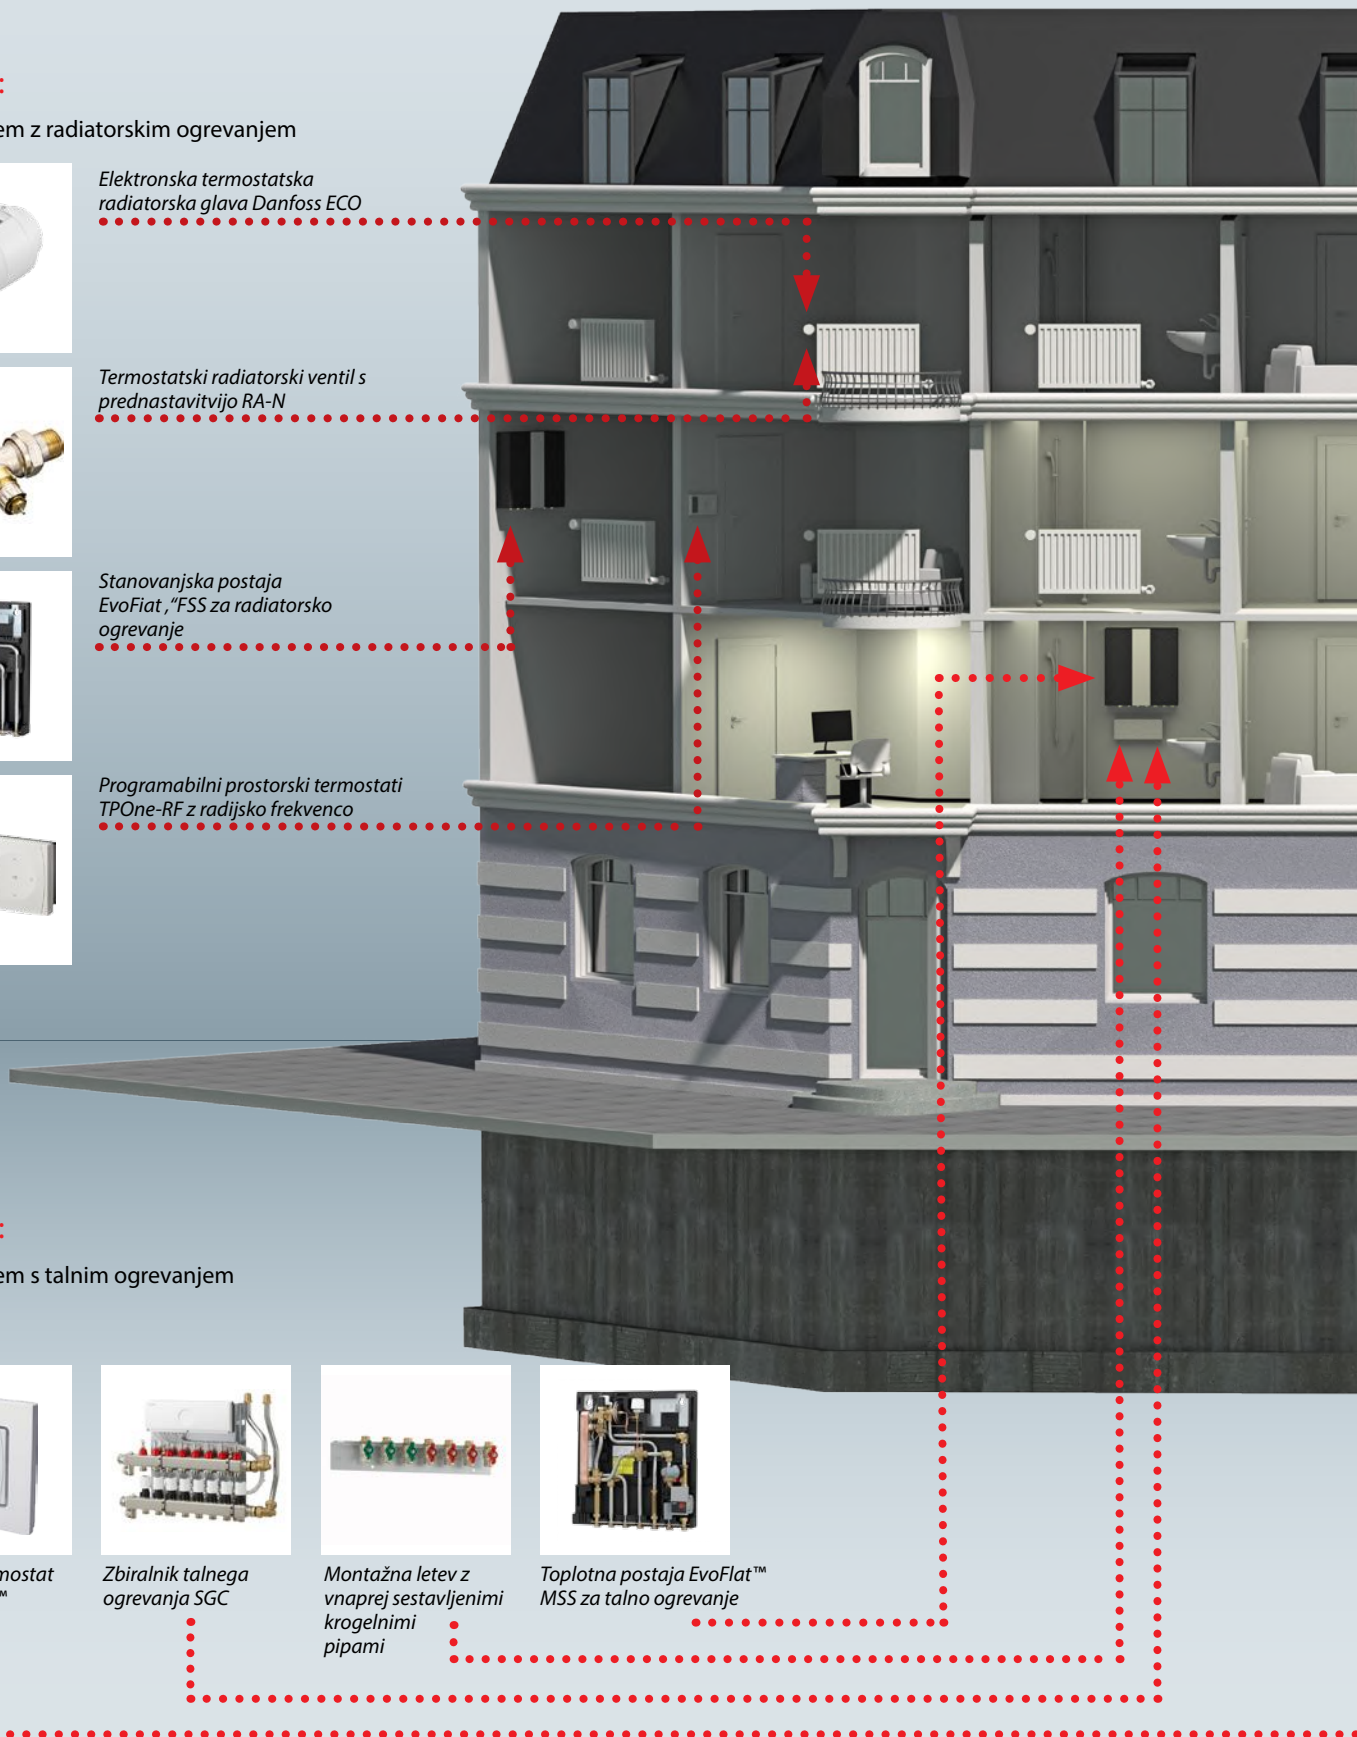 :
em z radiatorskim ogrevanjem
Elektronska termostatska
radiatorska glava Danfoss ECO
Termostatski radiatorski ventil s
prednastavitvijo RA-N
Stanovanjska postaja
EvoFiat ‚“FSS za radiatorsko
ogrevanje
Programabilni prostorski termostati
TPOne-RF z radijsko frekvenco
:
em s talnim ogrevanjem
mostat
™
Zbiralnik talnega
ogrevanja SGC
Montažna letev z
vnaprej sestavljenimi
krogelnimi
pipami
Toplotna postaja EvoFlat™
MSS za talno ogrevanje